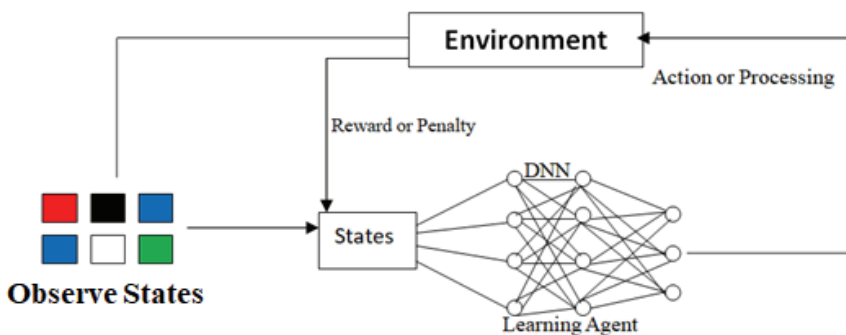 Environment
Action or Processing
Reward or Penalty
DNN
States
Observe States
Learning Agent